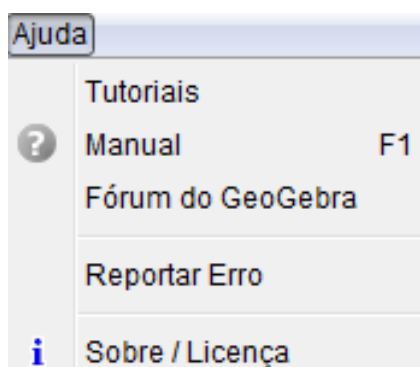 Ajuda
Tutoriais
? Manual F1
Fórum do GeoGebra
Reportar Erro
i Sobre / Licença